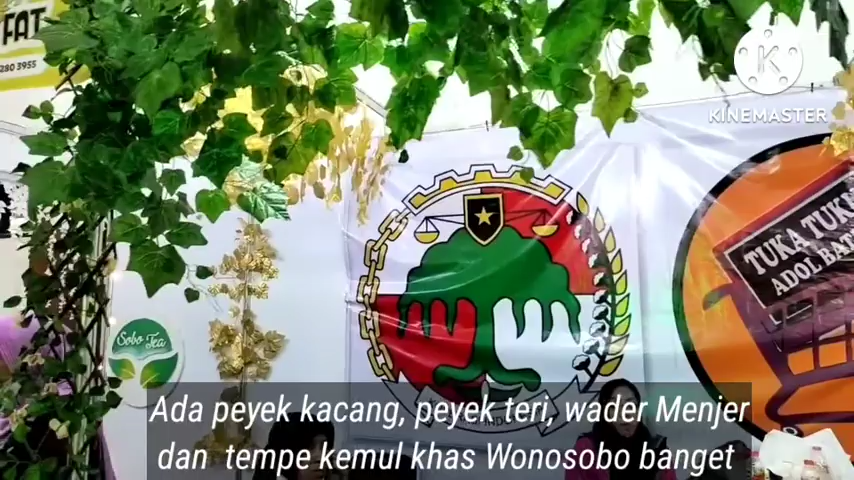 FAT
280 3955
KINEMASTER
TUKA TUKU
ADOL BAT
Sobo Tea
Ada peyek kacang, peyek teri, wader Menjer
dan tempe kemul khas Wonosobo banget